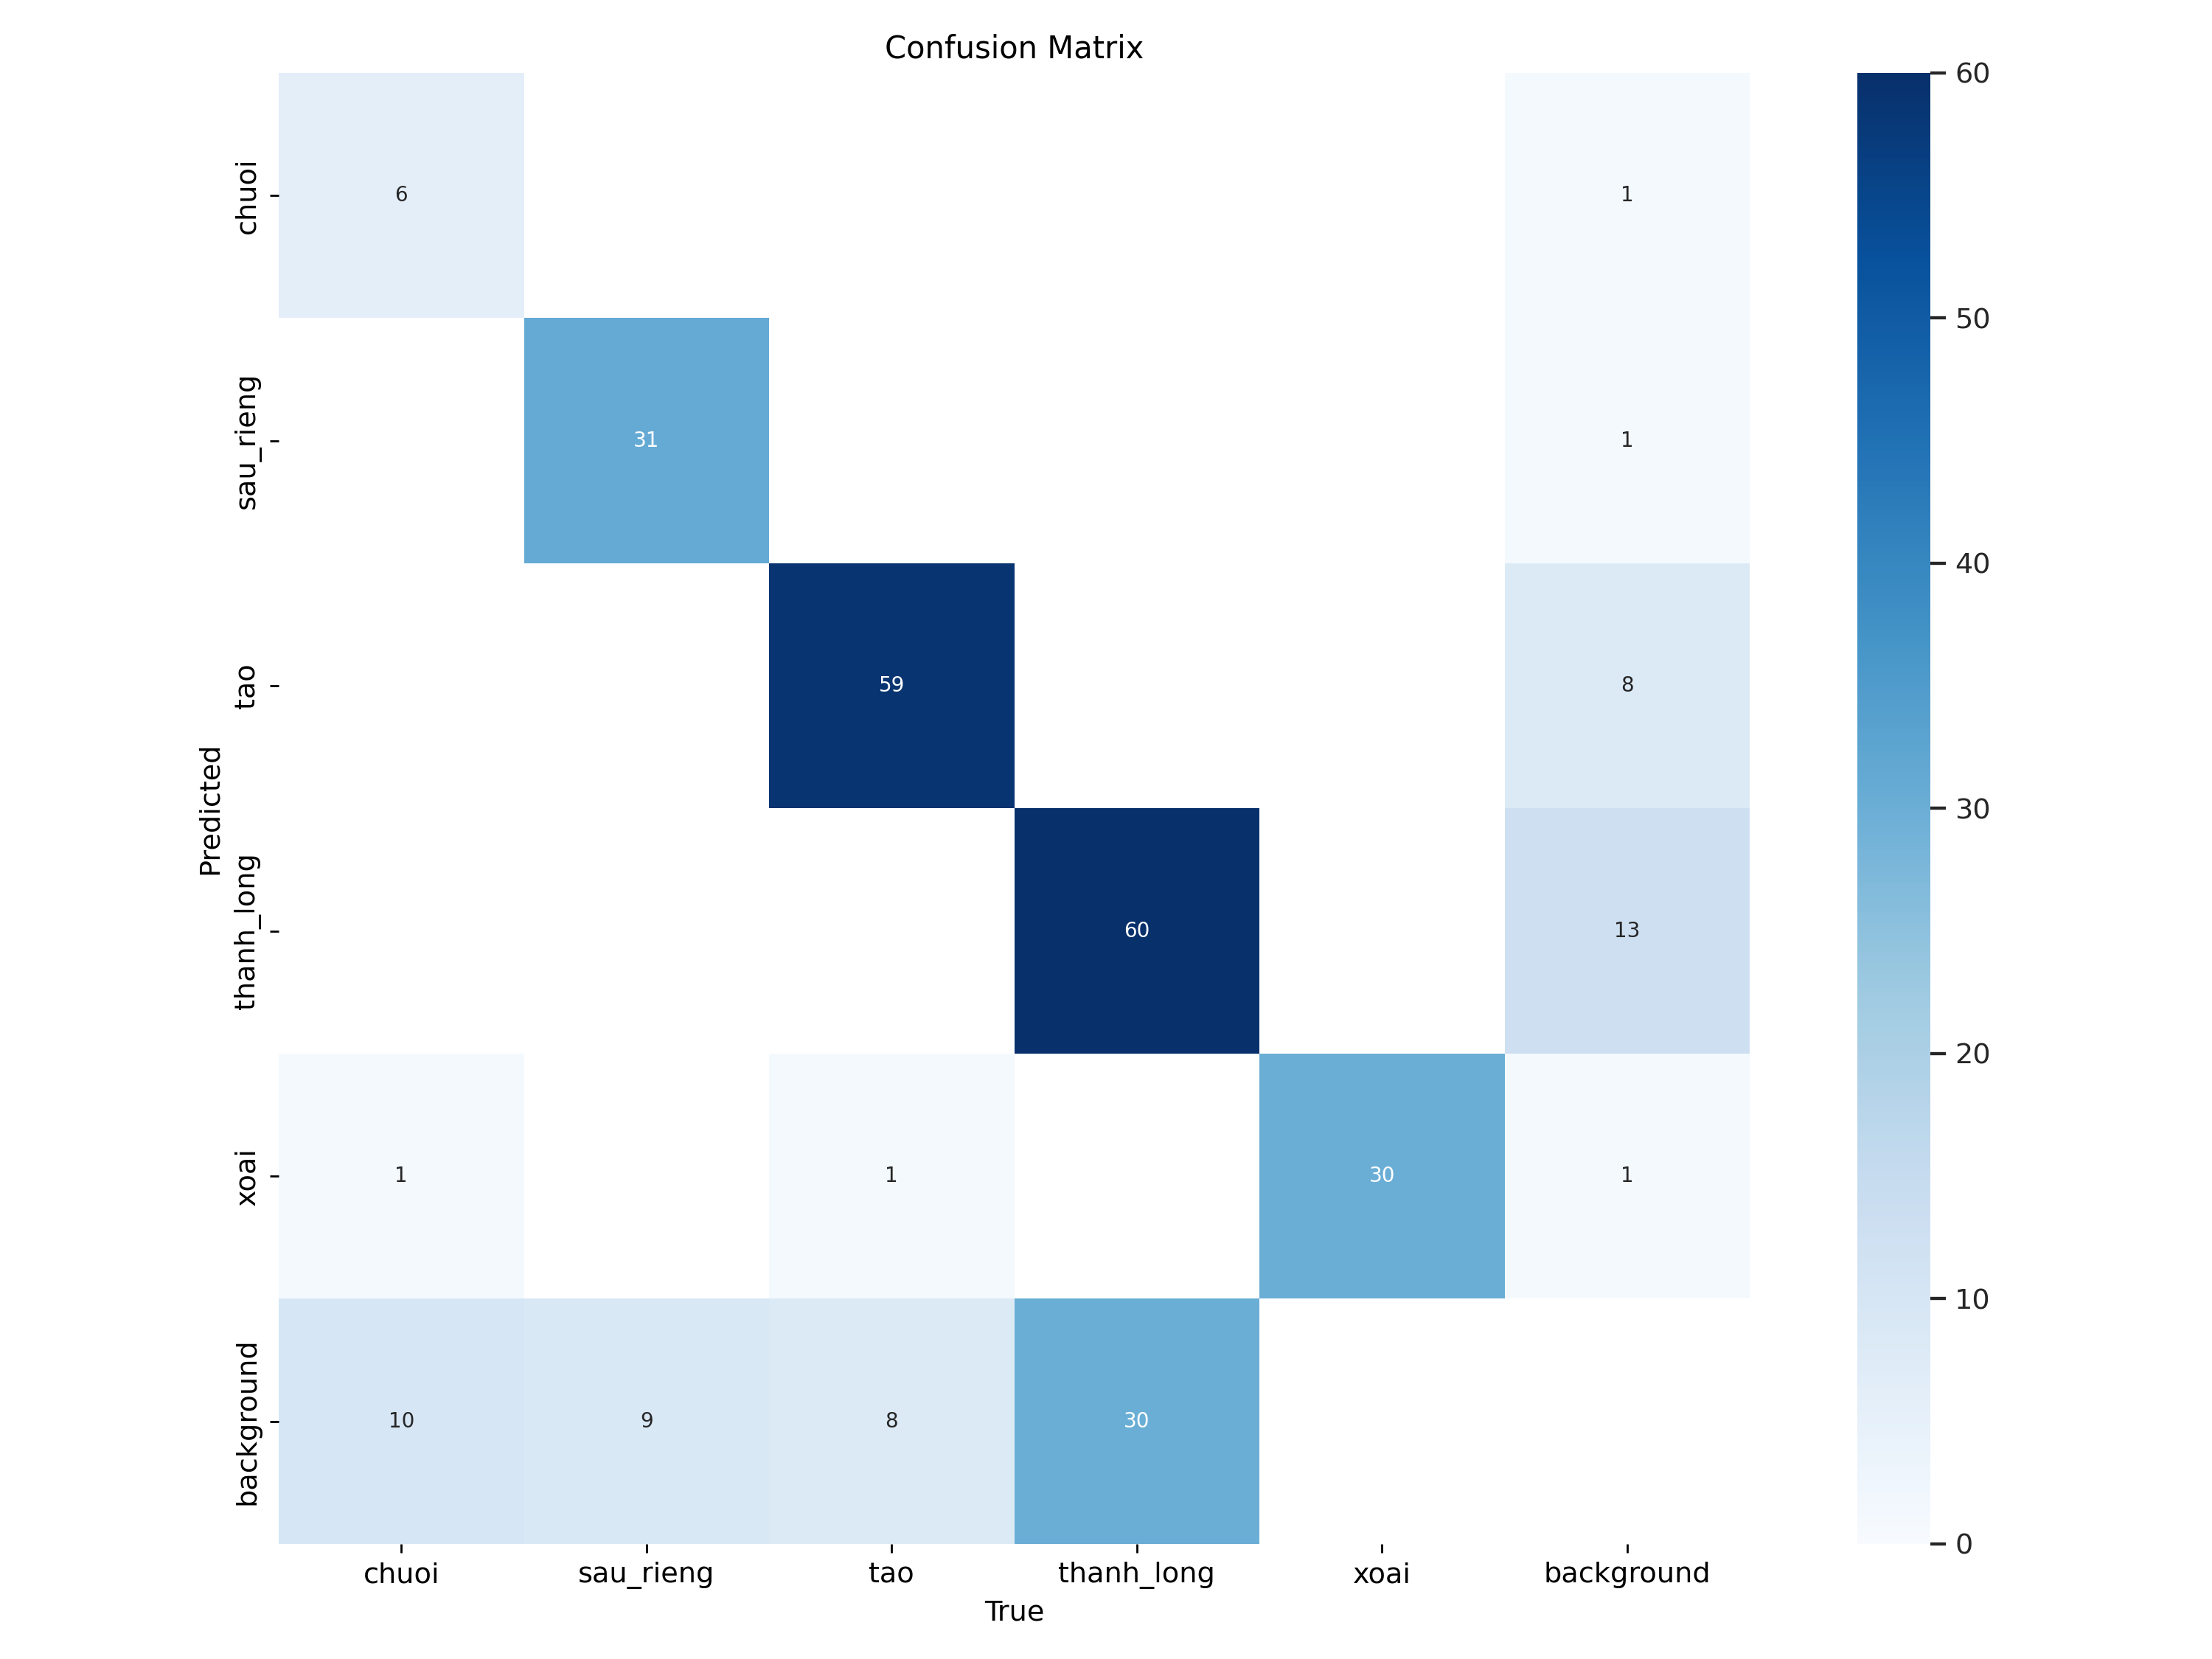 Confusion Matrix
Predicted
chuoi
6
1
sau_rieng
31
1
tao
59
8
thanh_long
60
13
xoai
1
1
30
1
background
10
9
8
30
chuoi
sau_rieng
tao
thanh_long
xoai
background
True
60
50
40
30
20
10
0